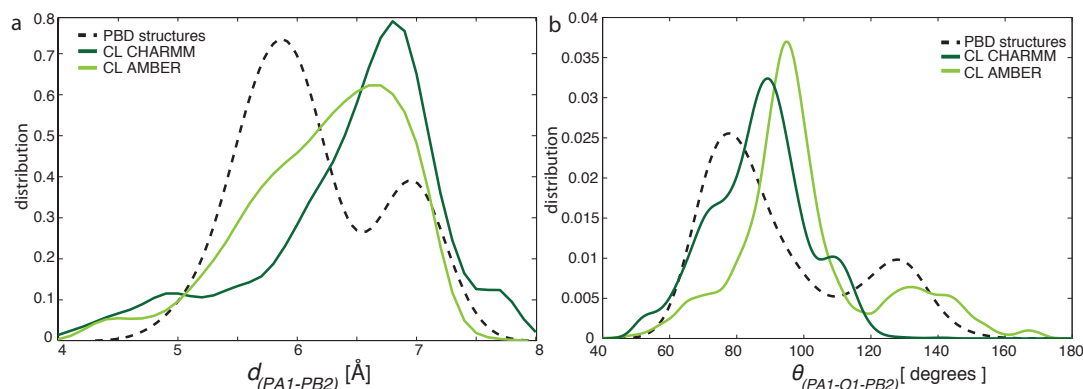 a
0.8
0.7
0.6
0.5
0.4
0.3
0.2
0.1
0
distribution
PBD structures
CL CHARMM
CL AMBER
4 5 6 7 8
d(PA1-PB2) [Å]
b
0.04
0.035
0.03
0.025
0.02
0.015
0.01
0.005
0
distribution
PBD structures
CL CHARMM
CL AMBER
40 60 80 100 120 140 160 180
θ(PA1-O1-PB2)[ degrees ]